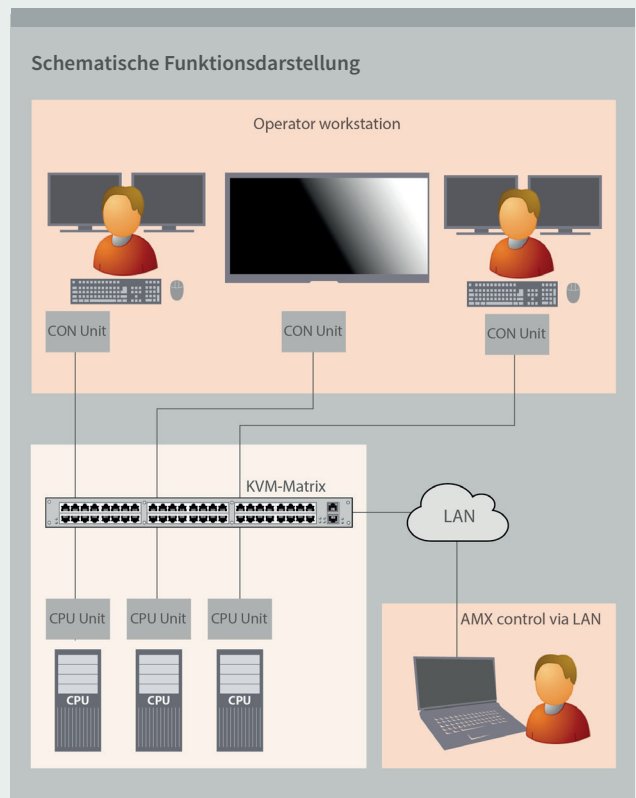 Schematische Funktionsdarstellung
Operator workstation
CON Unit
CON Unit
CON Unit
KVM-Matrix
LAN
CPU Unit
CPU Unit
CPU Unit
AMX control via LAN
CPU
CPU
CPU